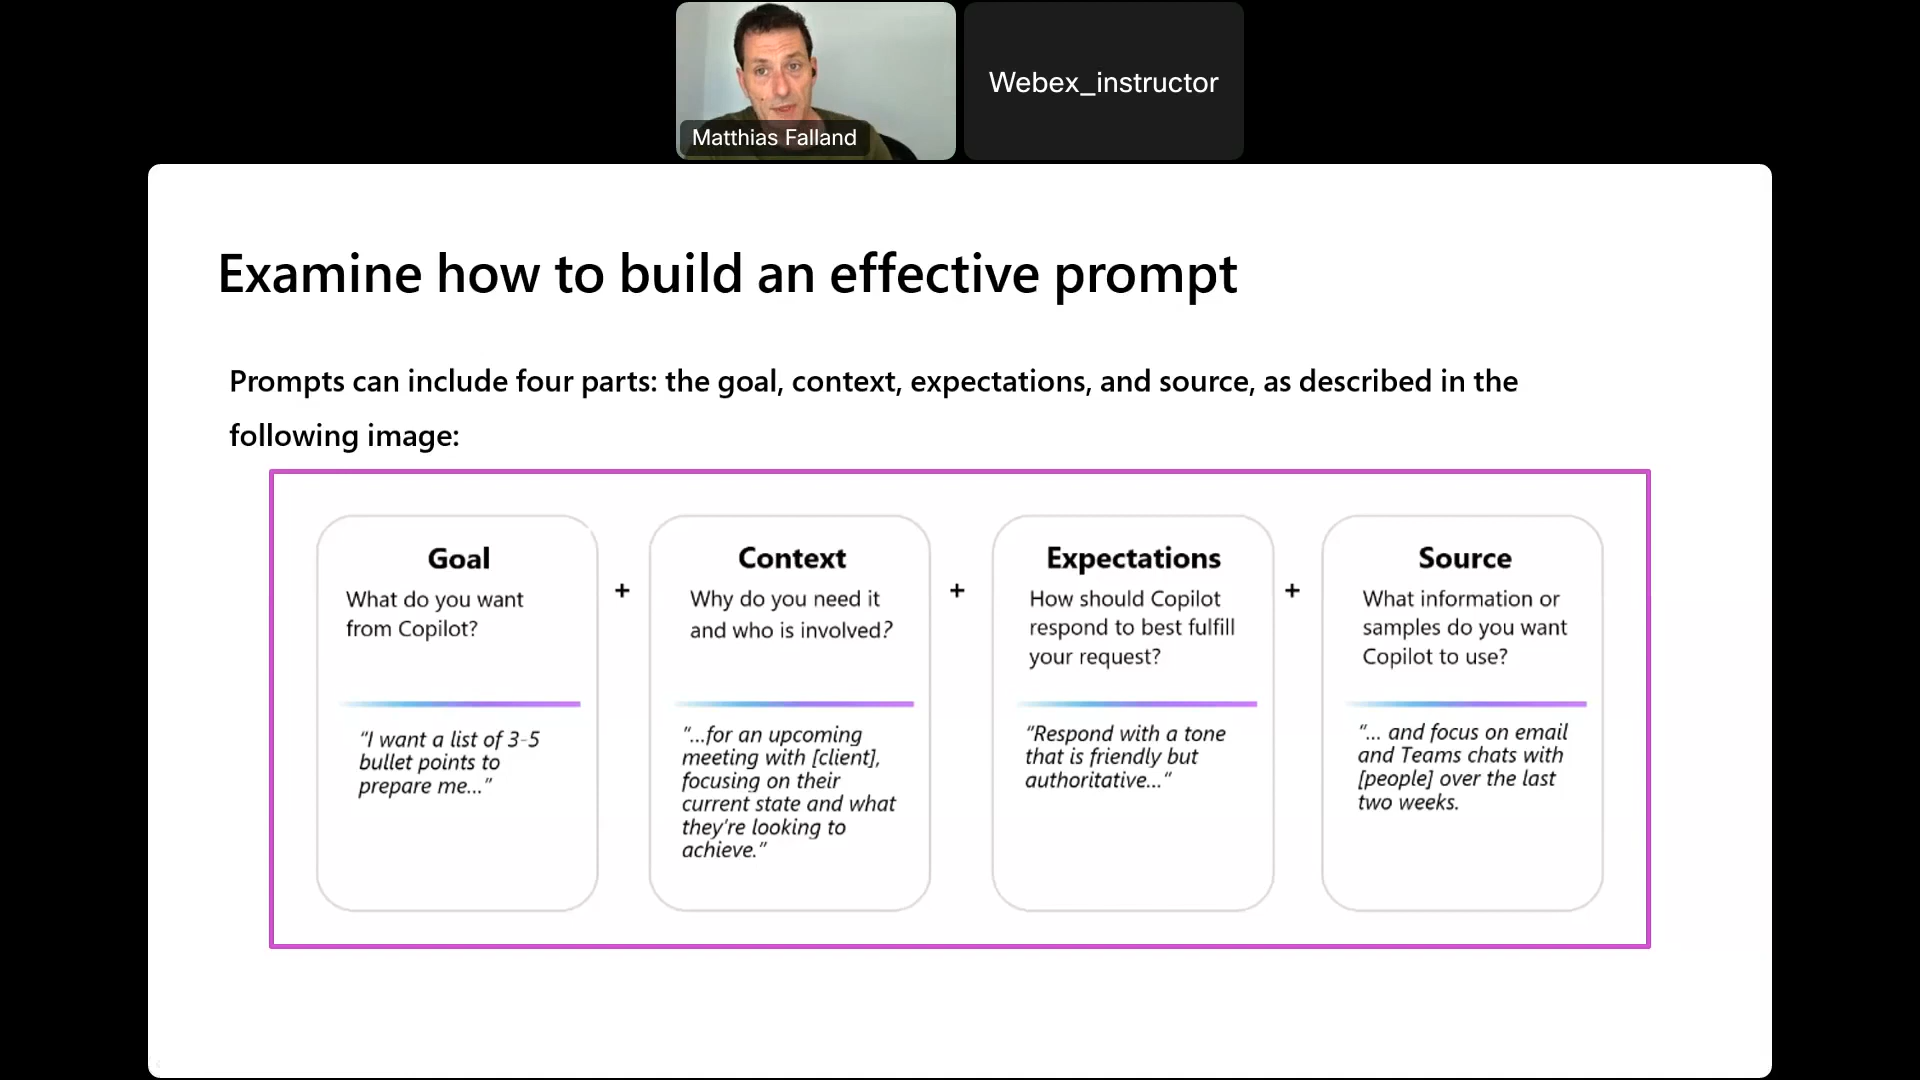 Matthias Falland
Webex_instructor
Examine how to build an effective prompt
Prompts can include four parts: the goal, context, expectations, and source, as described in the
following image:
Goal
What do you want
from Copilot?
"I want a list of 3-5
bullet points to
prepare me..."
+
Context
Why do you need it
and who is involved?
"...for an upcoming
meeting with [client],
focusing on their
current state and what
they're looking to
achieve."
+
Expectations
How should Copilot
respond to best fulfill
your request?
"Respond with a tone
that is friendly but
authoritative..."
+
Source
What information or
samples do you want
Copilot to use?
"... and focus on email
and Teams chats with
[people] over the last
two weeks.